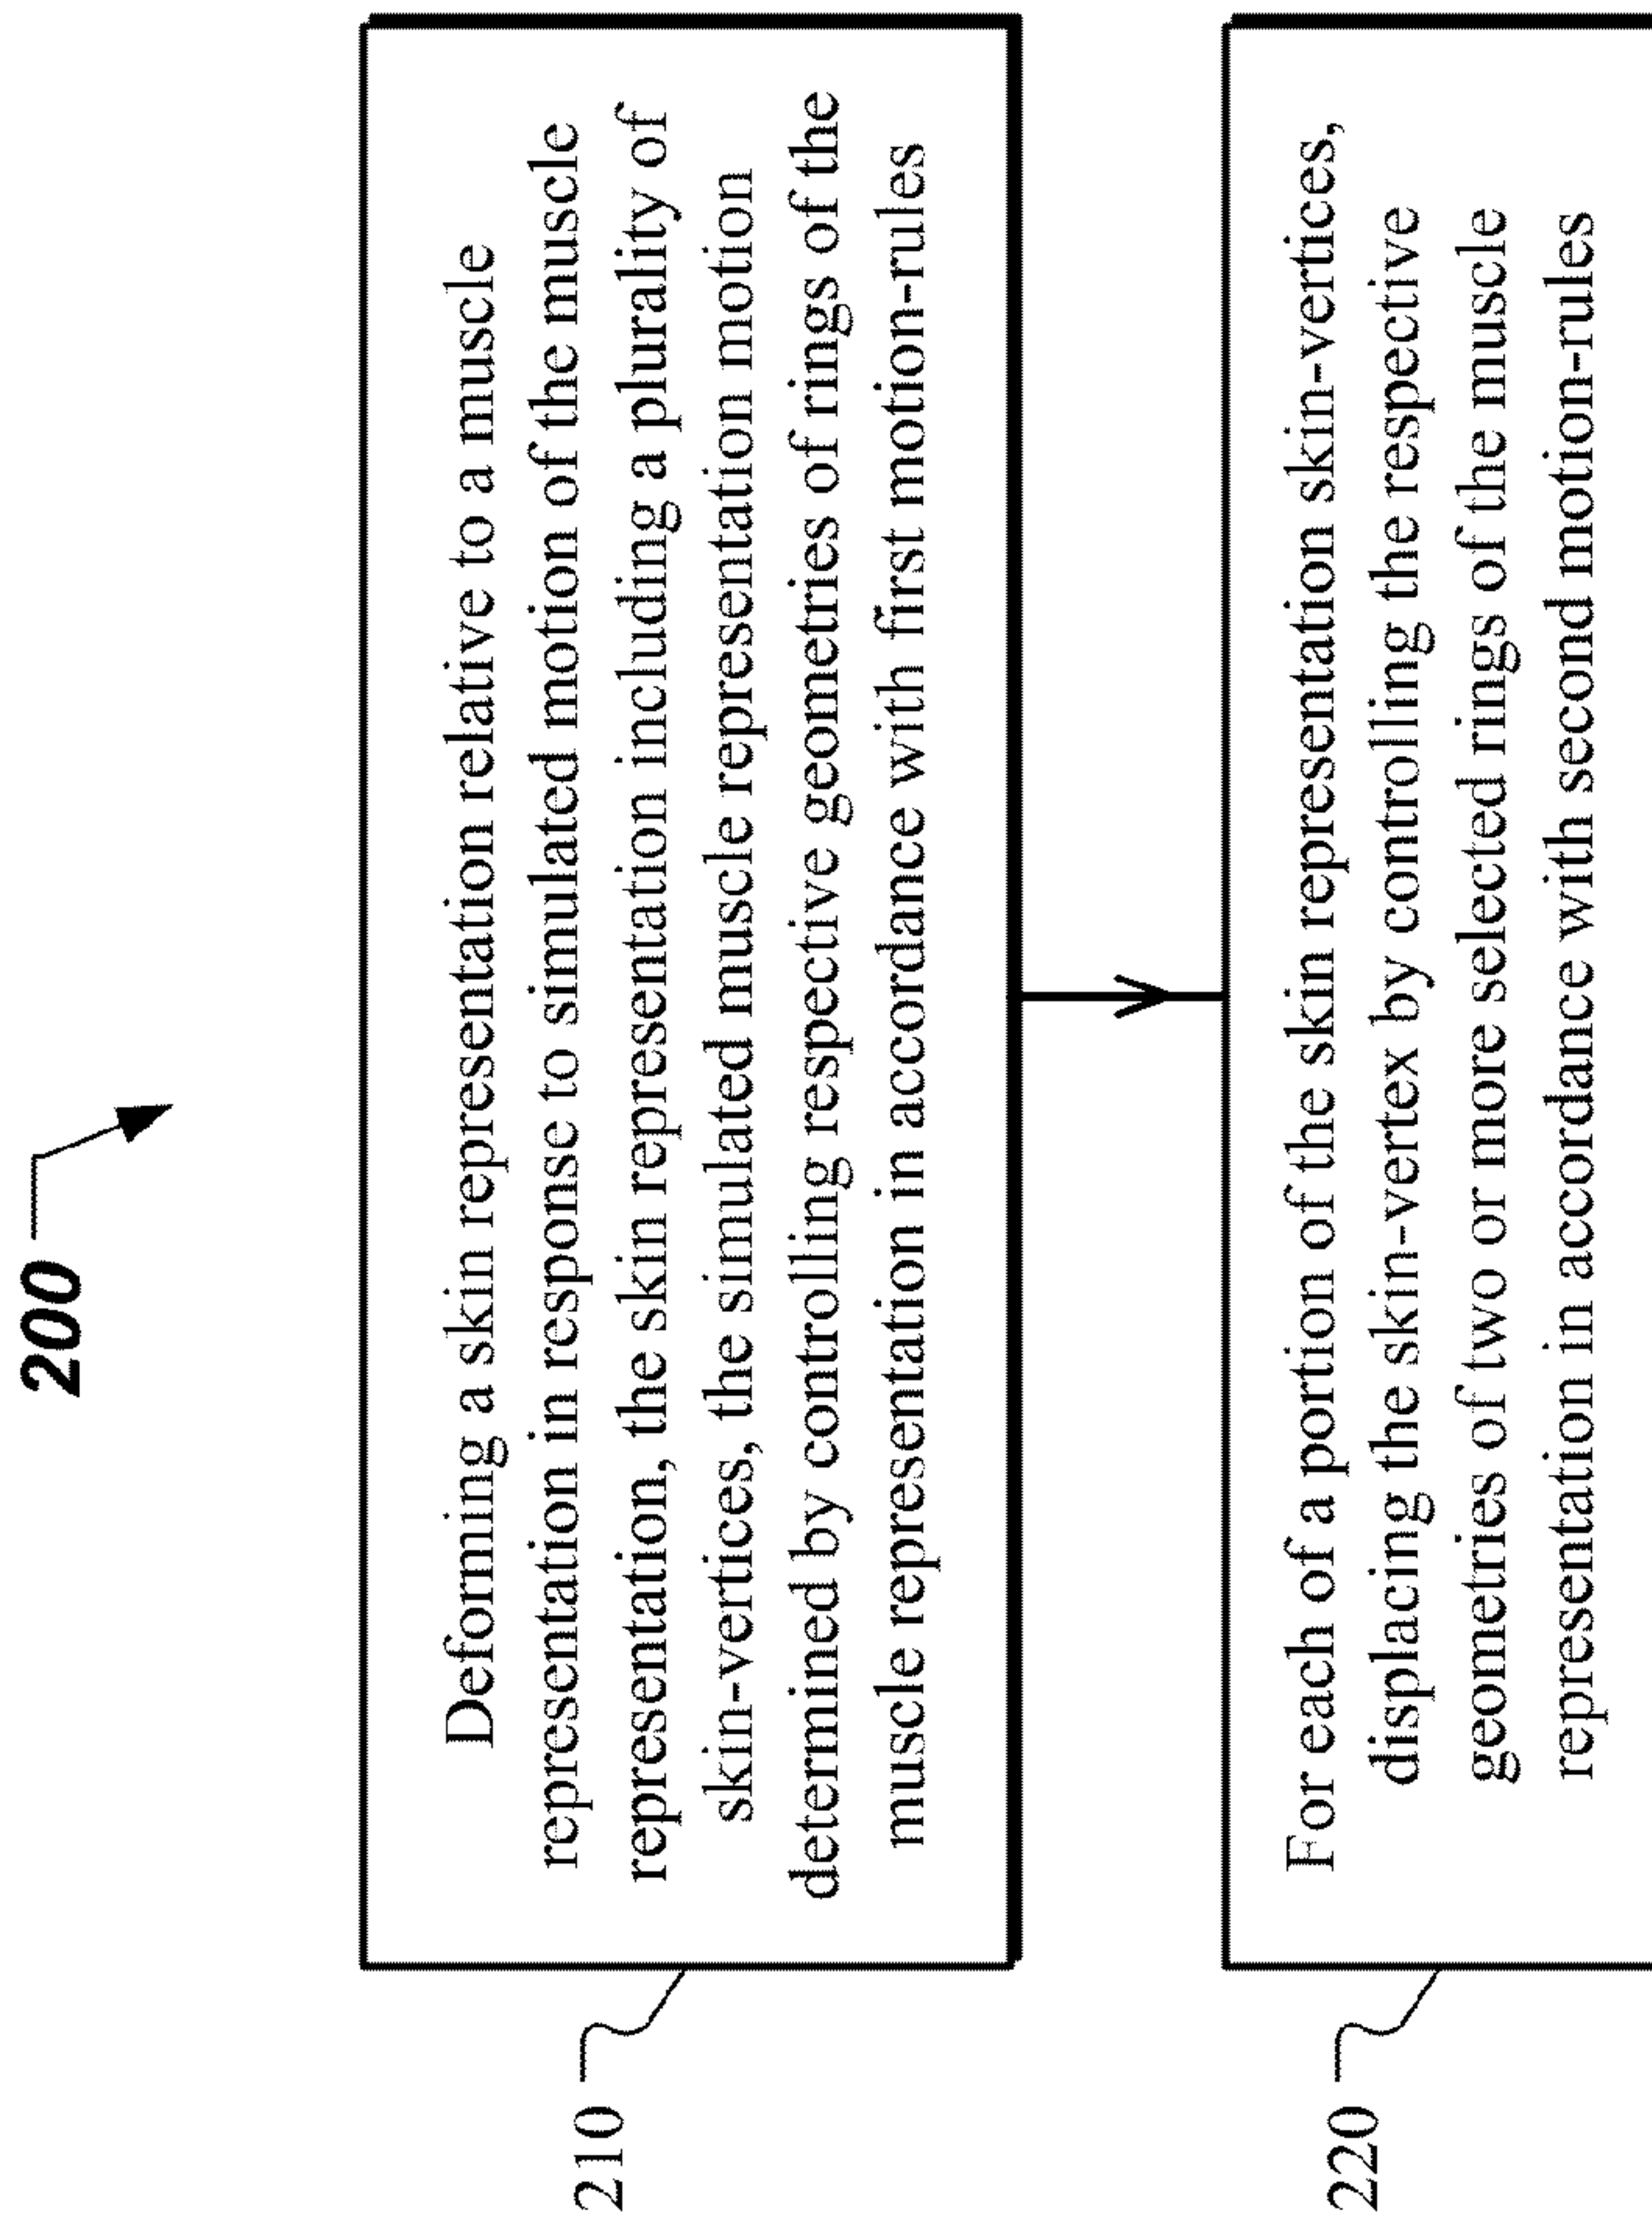 200
210
Deforming a skin representation relative to a muscle
representation in response to simulated motion of the muscle
representation, the skin representation including a plurality of
skin-vertices, the simulated muscle representation motion
determined by controlling respective geometries of rings of the
muscle representation in accordance with first motion-rules
220
For each of a portion of the skin representation skin-vertices,
displacing the skin-vertex by controlling the respective
geometries of two or more selected rings of the muscle
representation in accordance with second motion-rules